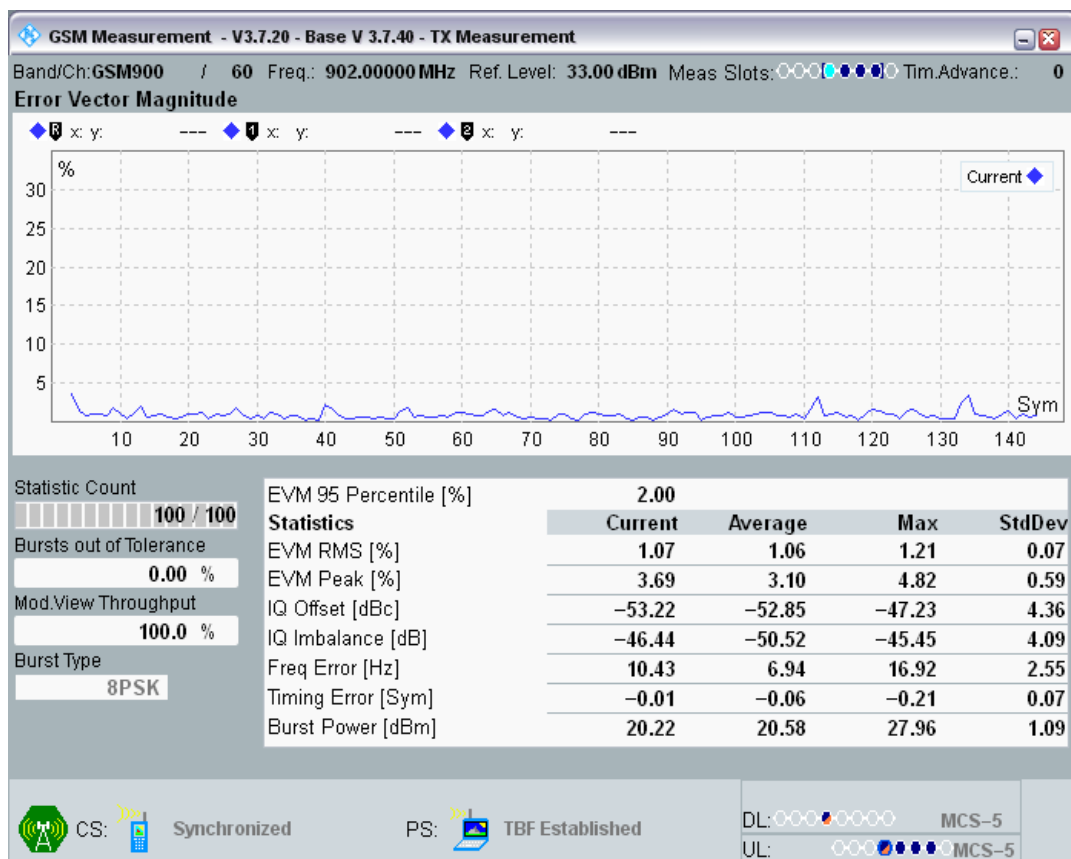 GSM Measurement - V3.7.20 - Base V 3.7.40 - TX Measurement
Band/Ch:GSM900 / 60 Freq.: 902.00000 MHz Ref. Level: 33.00 dBm Meas Slots: Tim.Advance.: 0
Error Vector Magnitude
R x: y: --- 1 x: y: --- 2 x: y: ---
%
Current
30
25
20
15
10
5
Sym
10 20 30 40 50 60 70 80 90 100 110 120 130 140
Statistic Count
100 / 100
Bursts out of Tolerance
0.00 %
Mod.View Throughput
100.0 %
Burst Type
8PSK
EVM 95 Percentile [%] 2.00
Statistics Current Average Max StdDev
EVM RMS [%] 1.07 1.06 1.21 0.07
EVM Peak [%] 3.69 3.10 4.82 0.59
IQ Offset [dBc] −53.22 −52.85 −47.23 4.36
IQ Imbalance [dB] −46.44 −50.52 −45.45 4.09
Freq Error [Hz] 10.43 6.94 16.92 2.55
Timing Error [Sym] −0.01 −0.06 −0.21 0.07
Burst Power [dBm] 20.22 20.58 27.96 1.09
CS: Synchronized PS: TBF Established
DL: MCS−5
UL: MCS−5